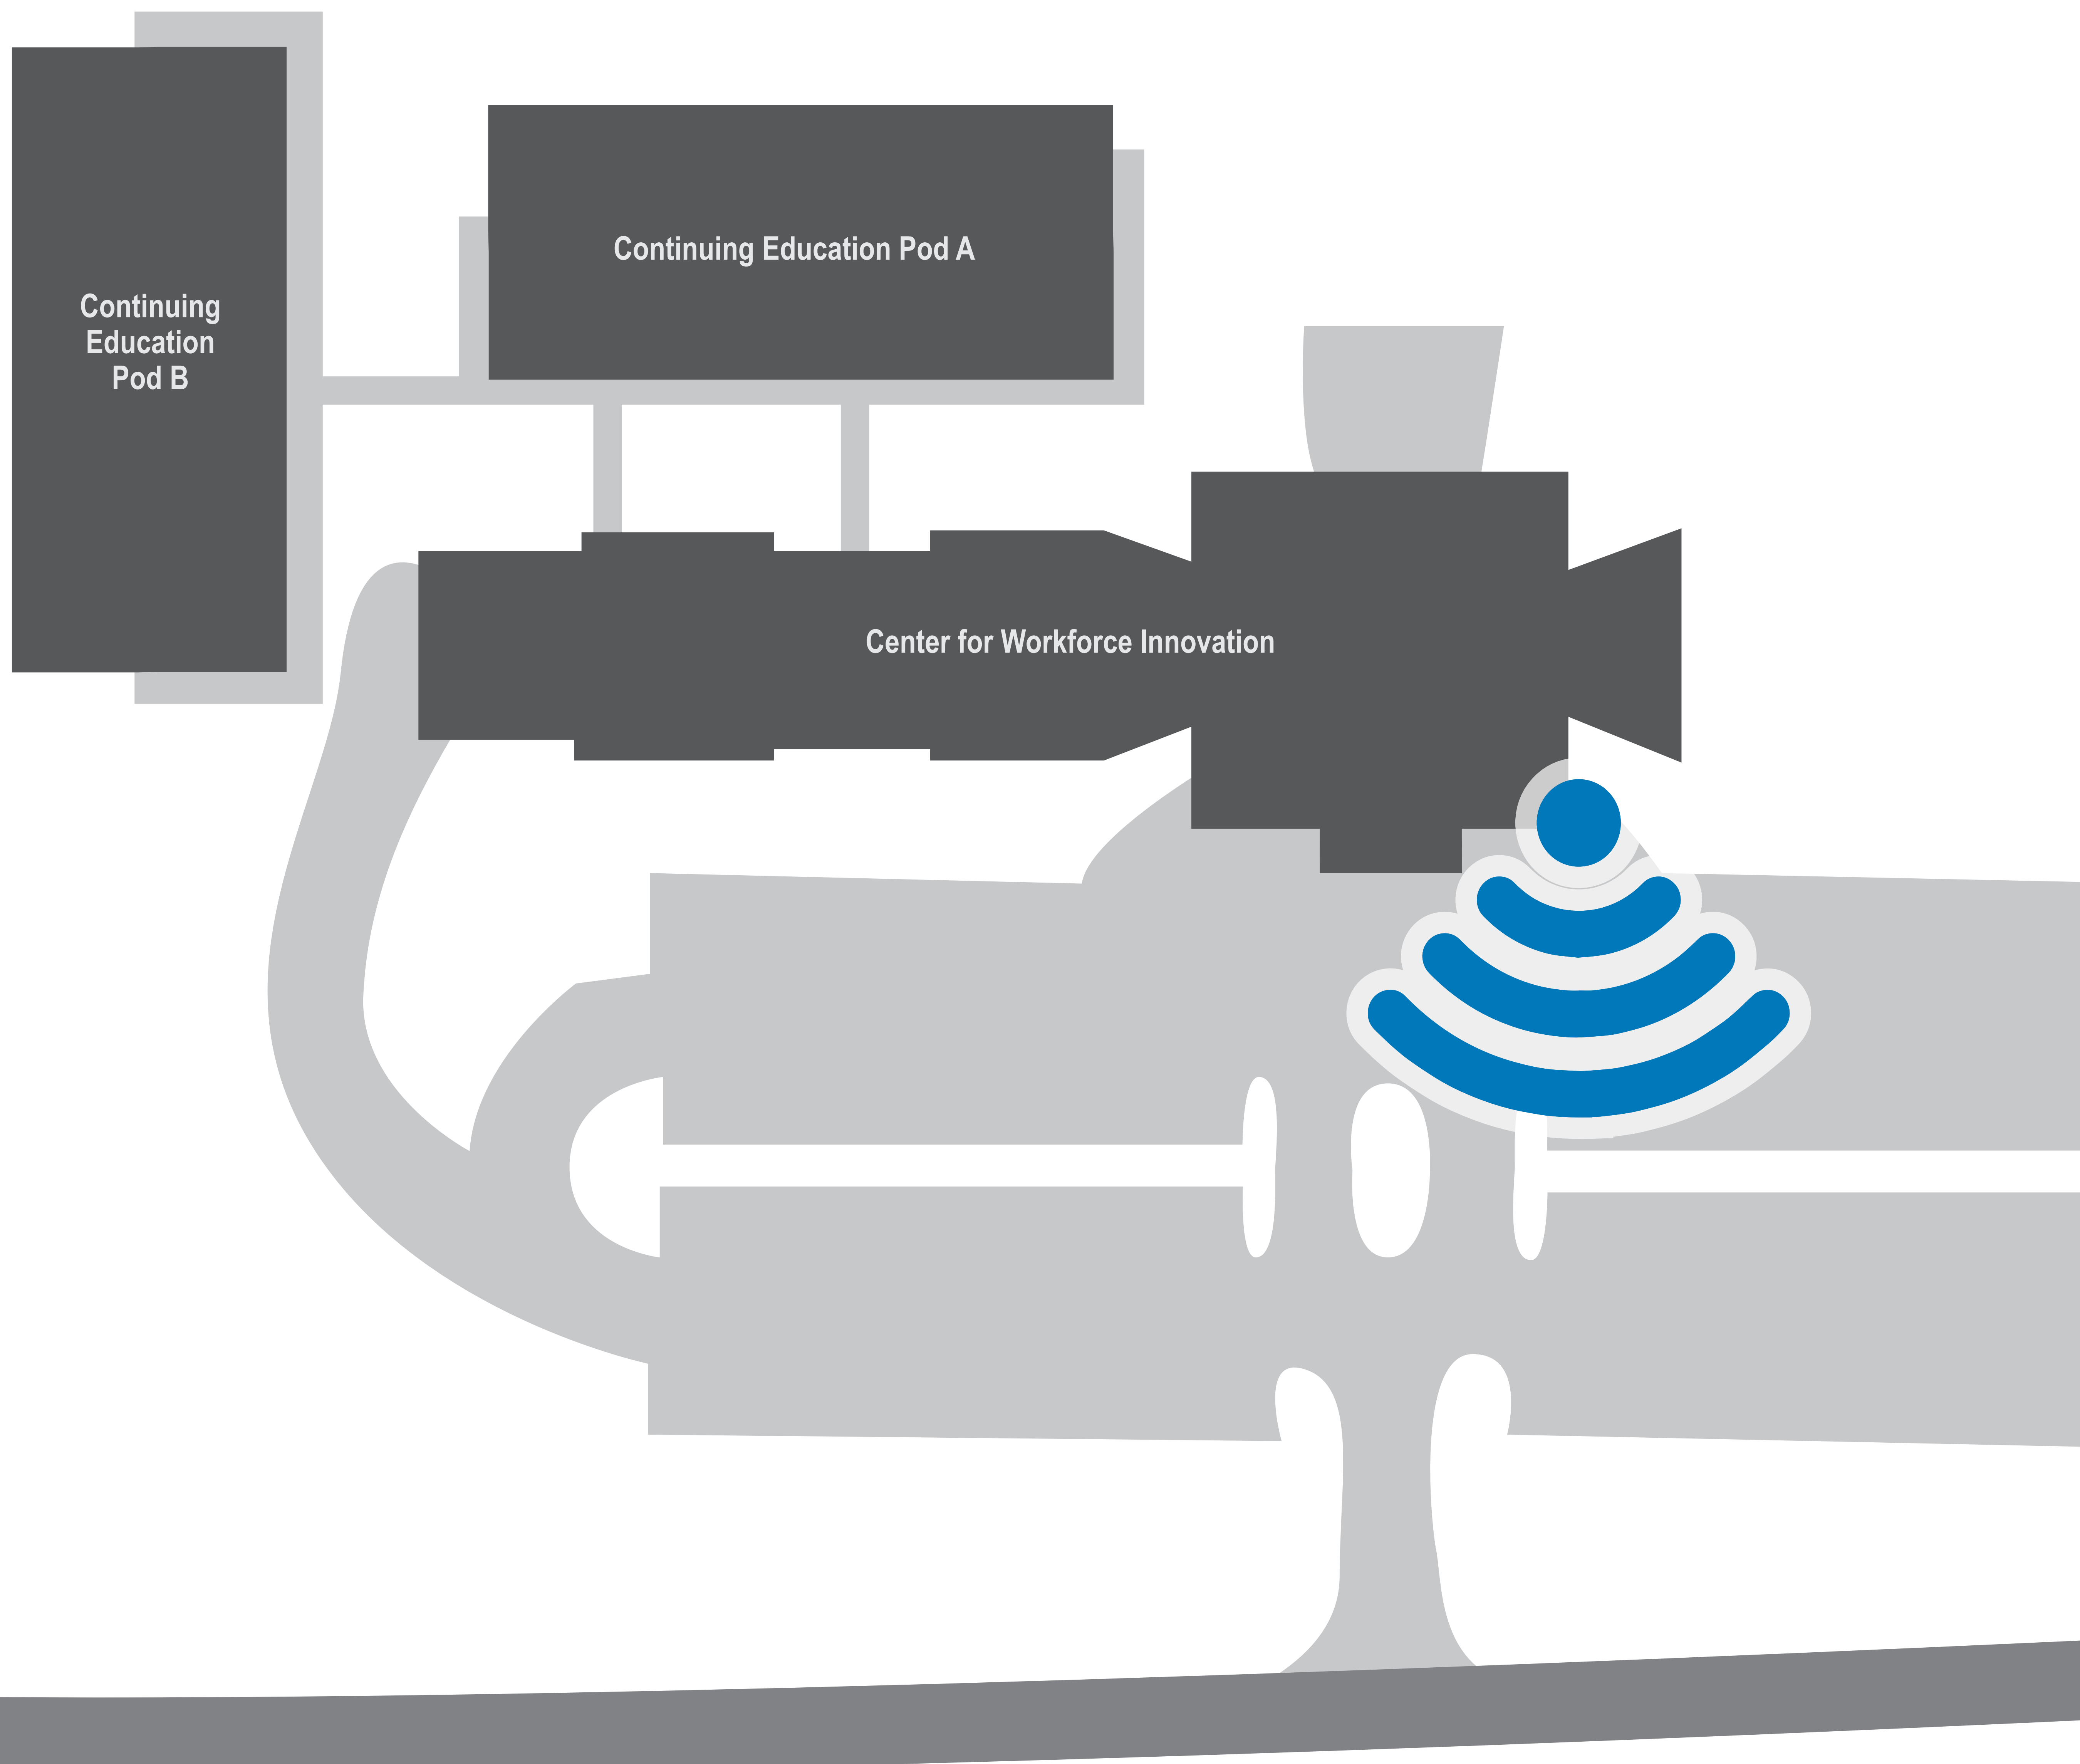 Continuing Education Pod A
Continuing
Education
Pod B
Center for Workforce Innovation